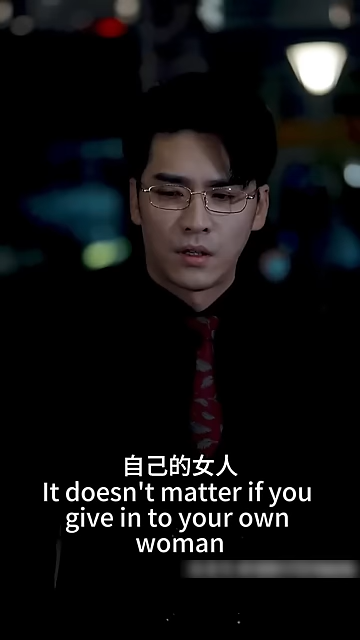 自己的女人
It doesn't matter if you
give in to your own
woman